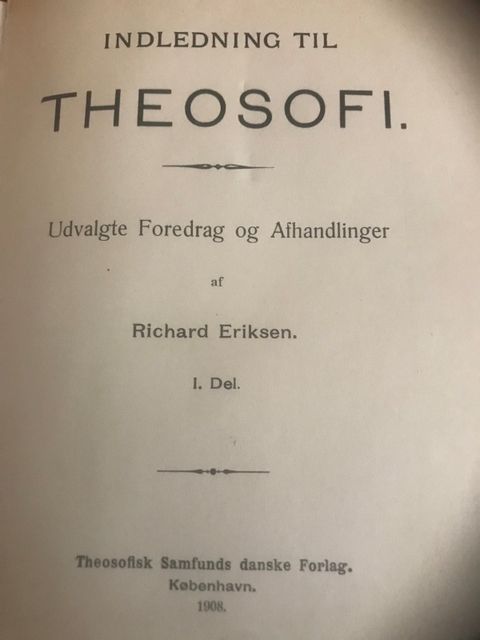 INDLEDNING TIL
THEOSOFI.
Udvalgte Foredrag og Afhandlinger
af
Richard Eriksen.
I. Del.
Theosofisk Samfunds danske Forlag.
København.
1908.